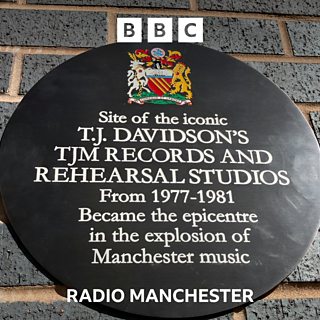 BBC
Site of the iconic
T.J. DAVIDSON'S
TJM RECORDS AND
REHEARSAL STUDIOS
From 1977-1981
Became the epicentre
in the explosion of
Manchester music
RADIO MANCHESTER